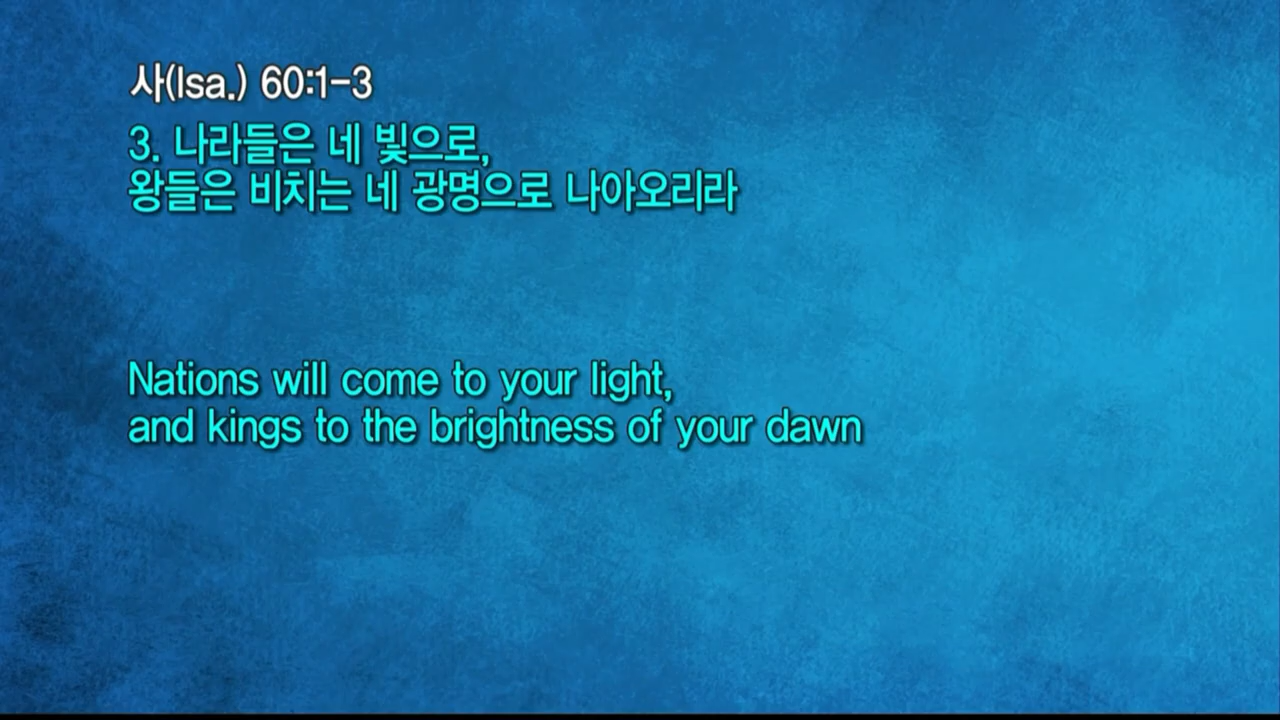 사(Isa.) 60:1-3
3. 나라들은 네 빛으로,
왕들은 비치는 네 광명으로 나아오리라
Nations will come to your light,
and kings to the brightness of your dawn